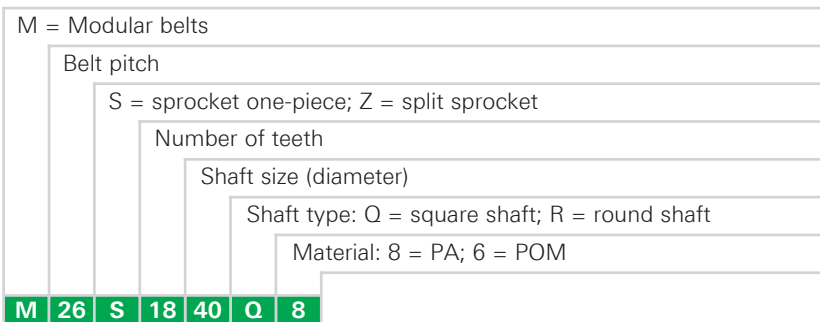 M = Modular belts
Belt pitch
S = sprocket one-piece; Z = split sprocket
Number of teeth
Shaft size (diameter)
Shaft type: Q = square shaft; R = round shaft
Material: 8 = PA; 6 = POM
M 26 S 18 40 Q 8